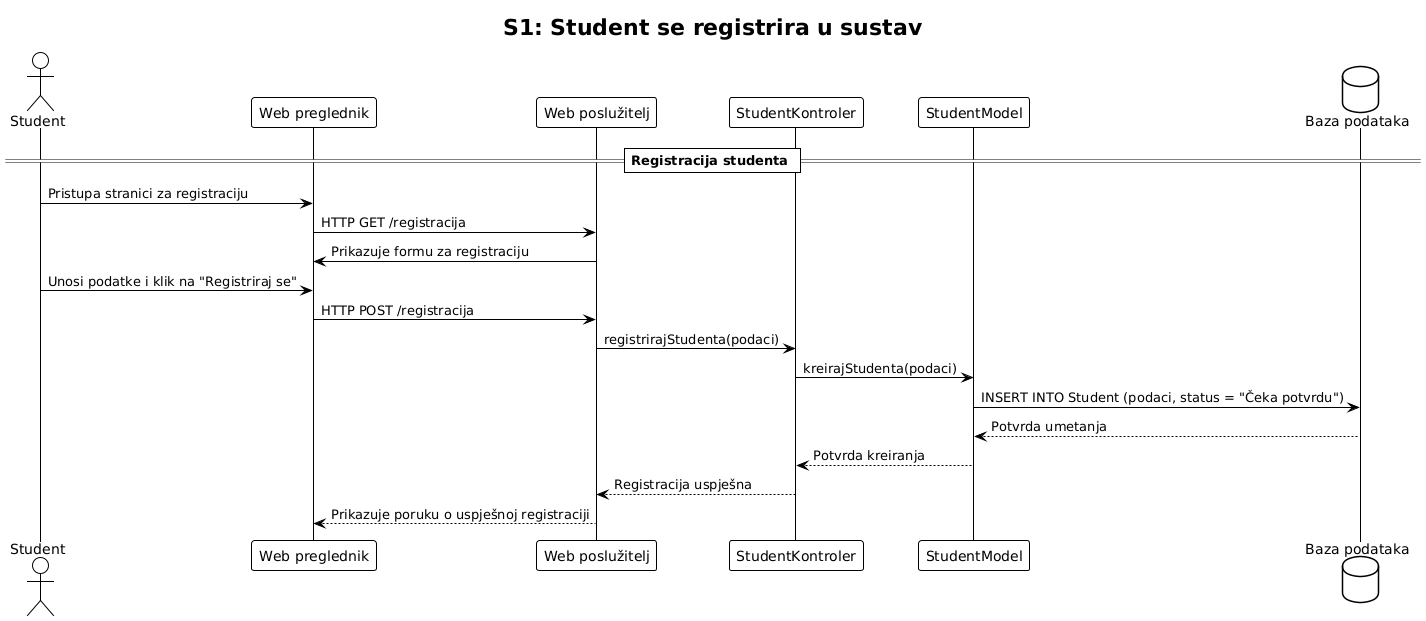 S1: Student se registrira u sustav
Student
Web preglednik
Web poslužitelj
StudentKontroler
StudentModel
Baza podataka
Registracija studenta
Pristupa stranici za registraciju
HTTP GET /registracija
Prikazuje formu za registraciju
Unosi podatke i klik na "Registriraj se"
HTTP POST /registracija
registrirajStudenta(podaci)
kreirajStudenta(podaci)
INSERT INTO Student (podaci, status = "Čeka potvrdu")
Potvrda umetanja
Potvrda kreiranja
Registracija uspješna
Prikazuje poruku o uspješnoj registraciji
Student
Web preglednik
Web poslužitelj
StudentKontroler
StudentModel
Baza podataka